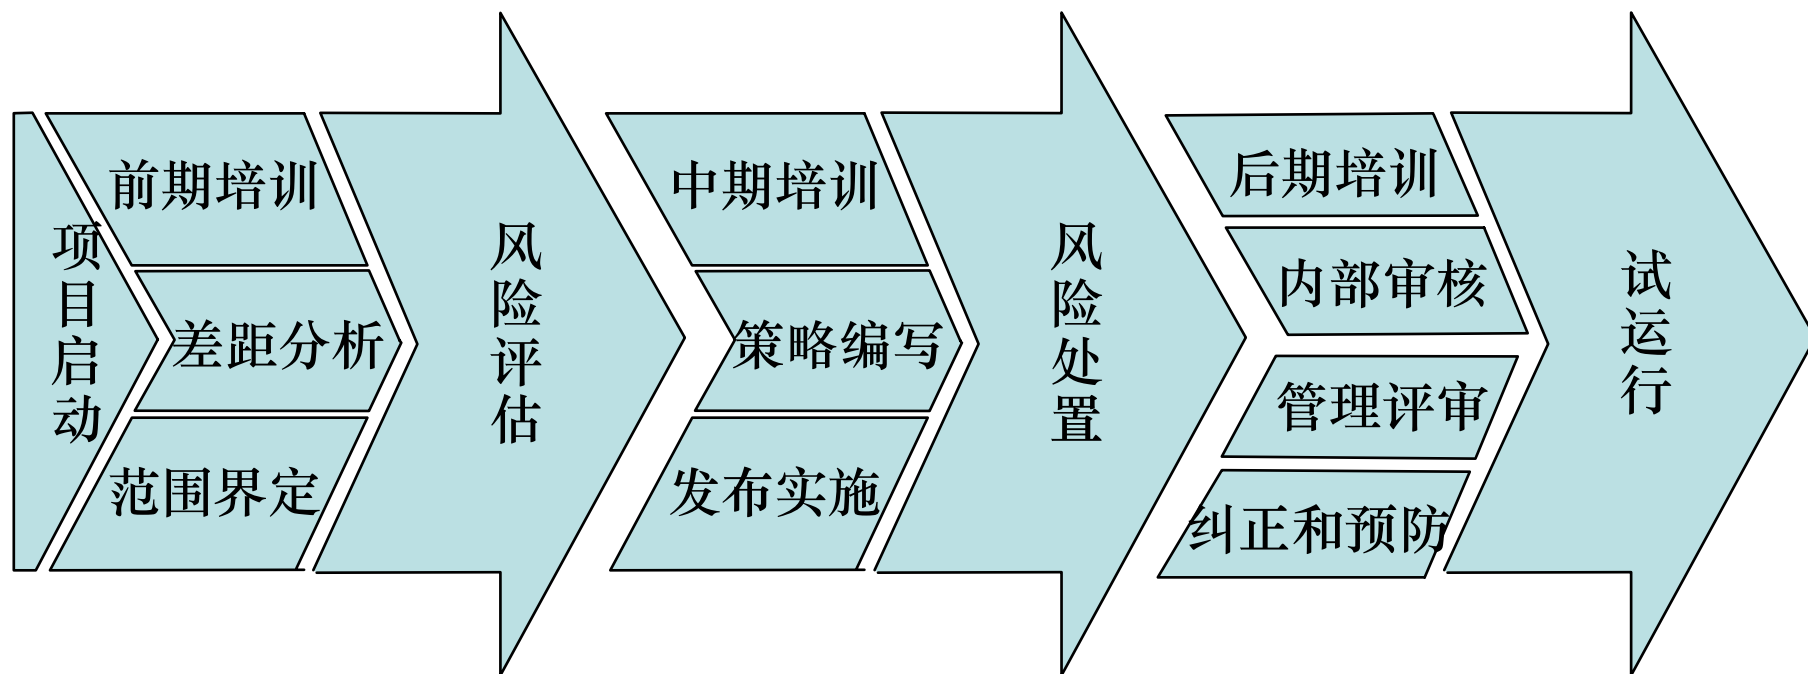 项目启动
前期培训
差距分析
范围界定
风险评估
中期培训
策略编写
发布实施
风险处置
后期培训
内部审核
管理评审
纠正和预防
试运行